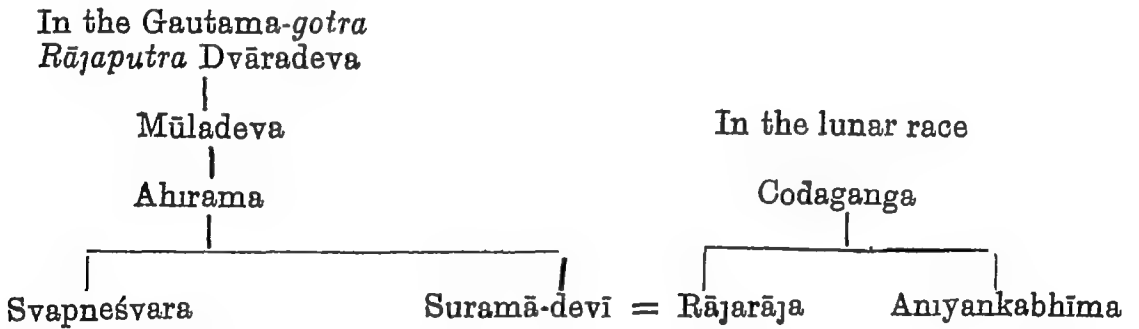 In the Gautama-gotra
Rājaputra Dvāradeva
Mūladeva
In the lunar race
Ahırama
Codaganga
Svapneśvara
Suramā-devī = Rājarāja
Anıyankabhīma